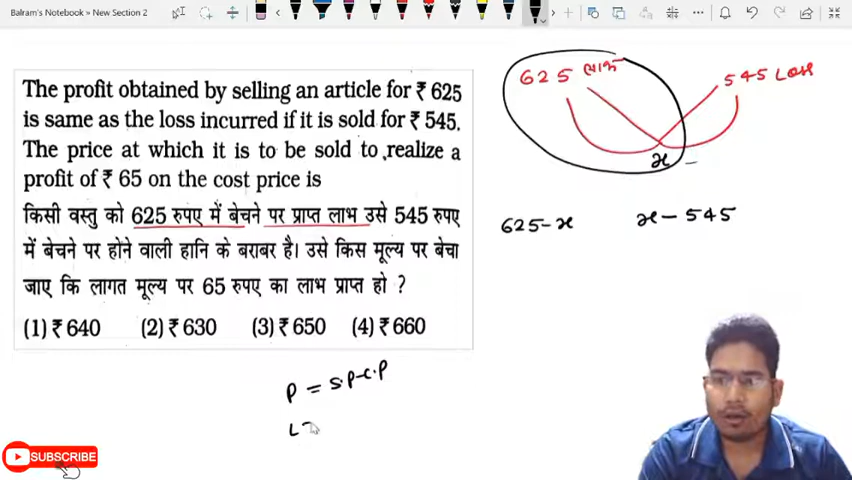 Balram's Notebook » New Section 2
625 लाभ
545 Loss
x
The profit obtained by selling an article for ₹ 625
is same as the loss incurred if it is sold for ₹ 545.
The price at which it is to be sold to realize a
profit of ₹ 65 on the cost price is
किसी वस्तु को 625 रुपए में बेचने पर प्राप्त लाभ उसे 545 रुपए
में बेचने पर होने वाली हानि के बराबर है। उसे किस मूल्य पर बेचा
जाए कि लागत मूल्य पर 65 रुपए का लाभ प्राप्त हो ?
(1) ₹ 640 (2) ₹ 630 (3) ₹ 650 (4) ₹ 660
625-x x-545
P = S.P-C.P
L
SUBSCRIBE